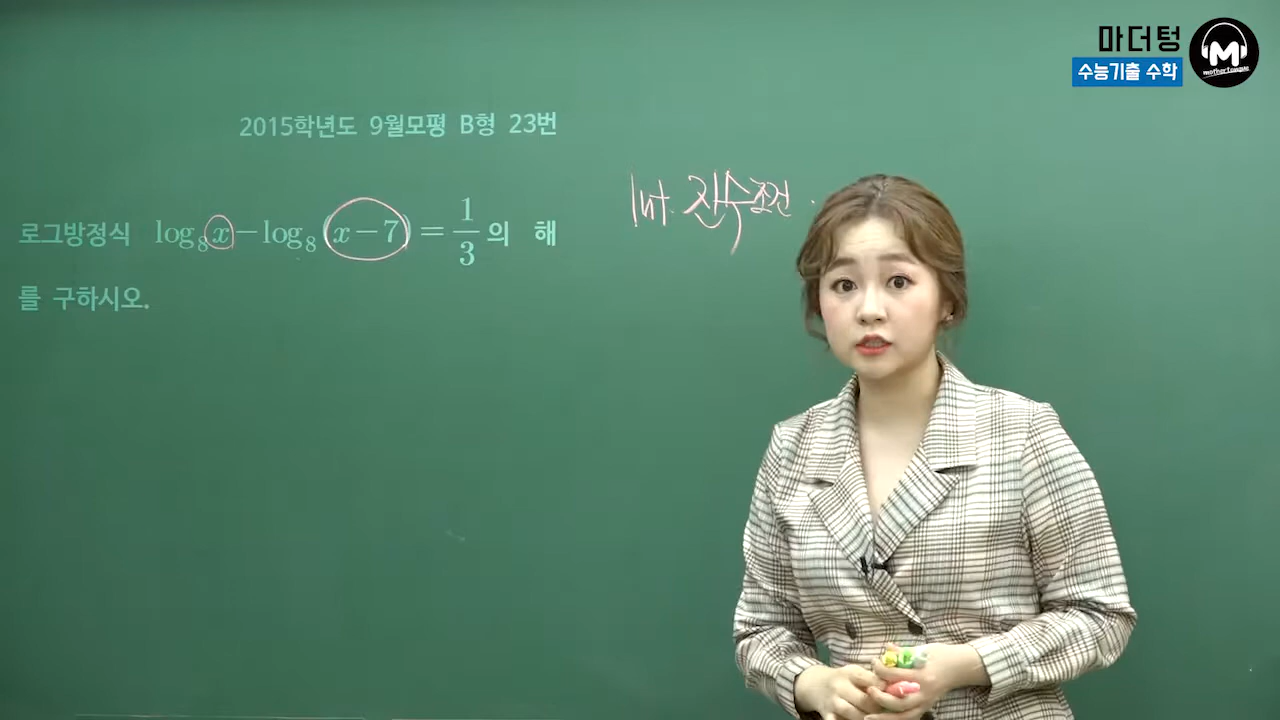 마더텅
수능기출 수학
M
mothertongue
2015학년도 9월모평 B형 23번
1st. 진수조건
로그방정식 log₈x－log₈(x－7)＝1/3의 해
를 구하시오.